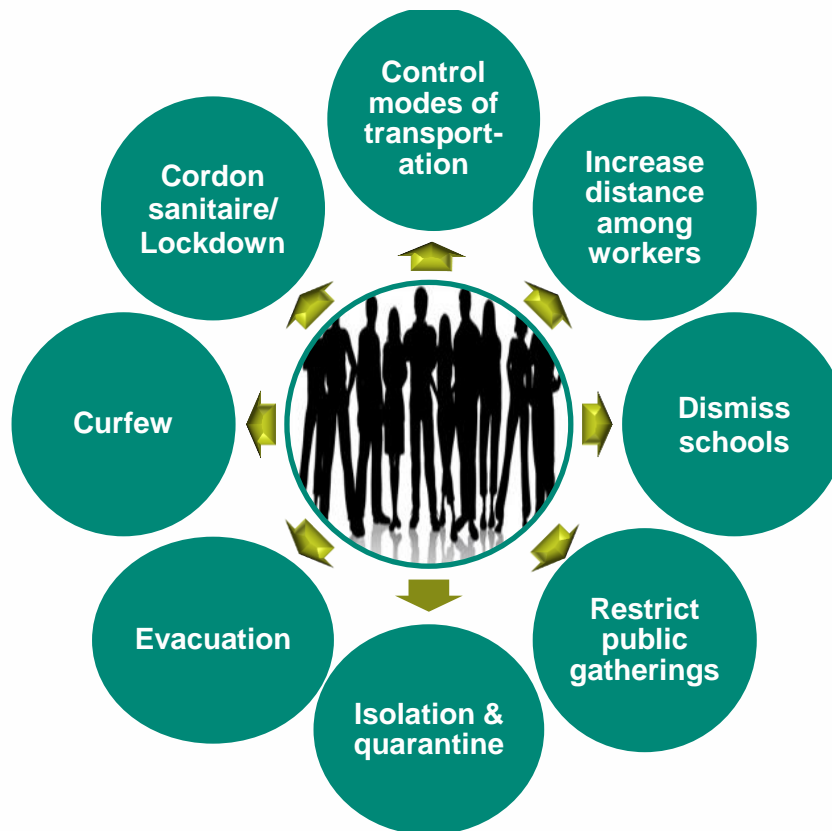 Control
modes of
transport-
ation
Increase
distance
among
workers
Dismiss
schools
Restrict
public
gatherings
Isolation &
quarantine
Evacuation
Curfew
Cordon
sanitaire/
Lockdown